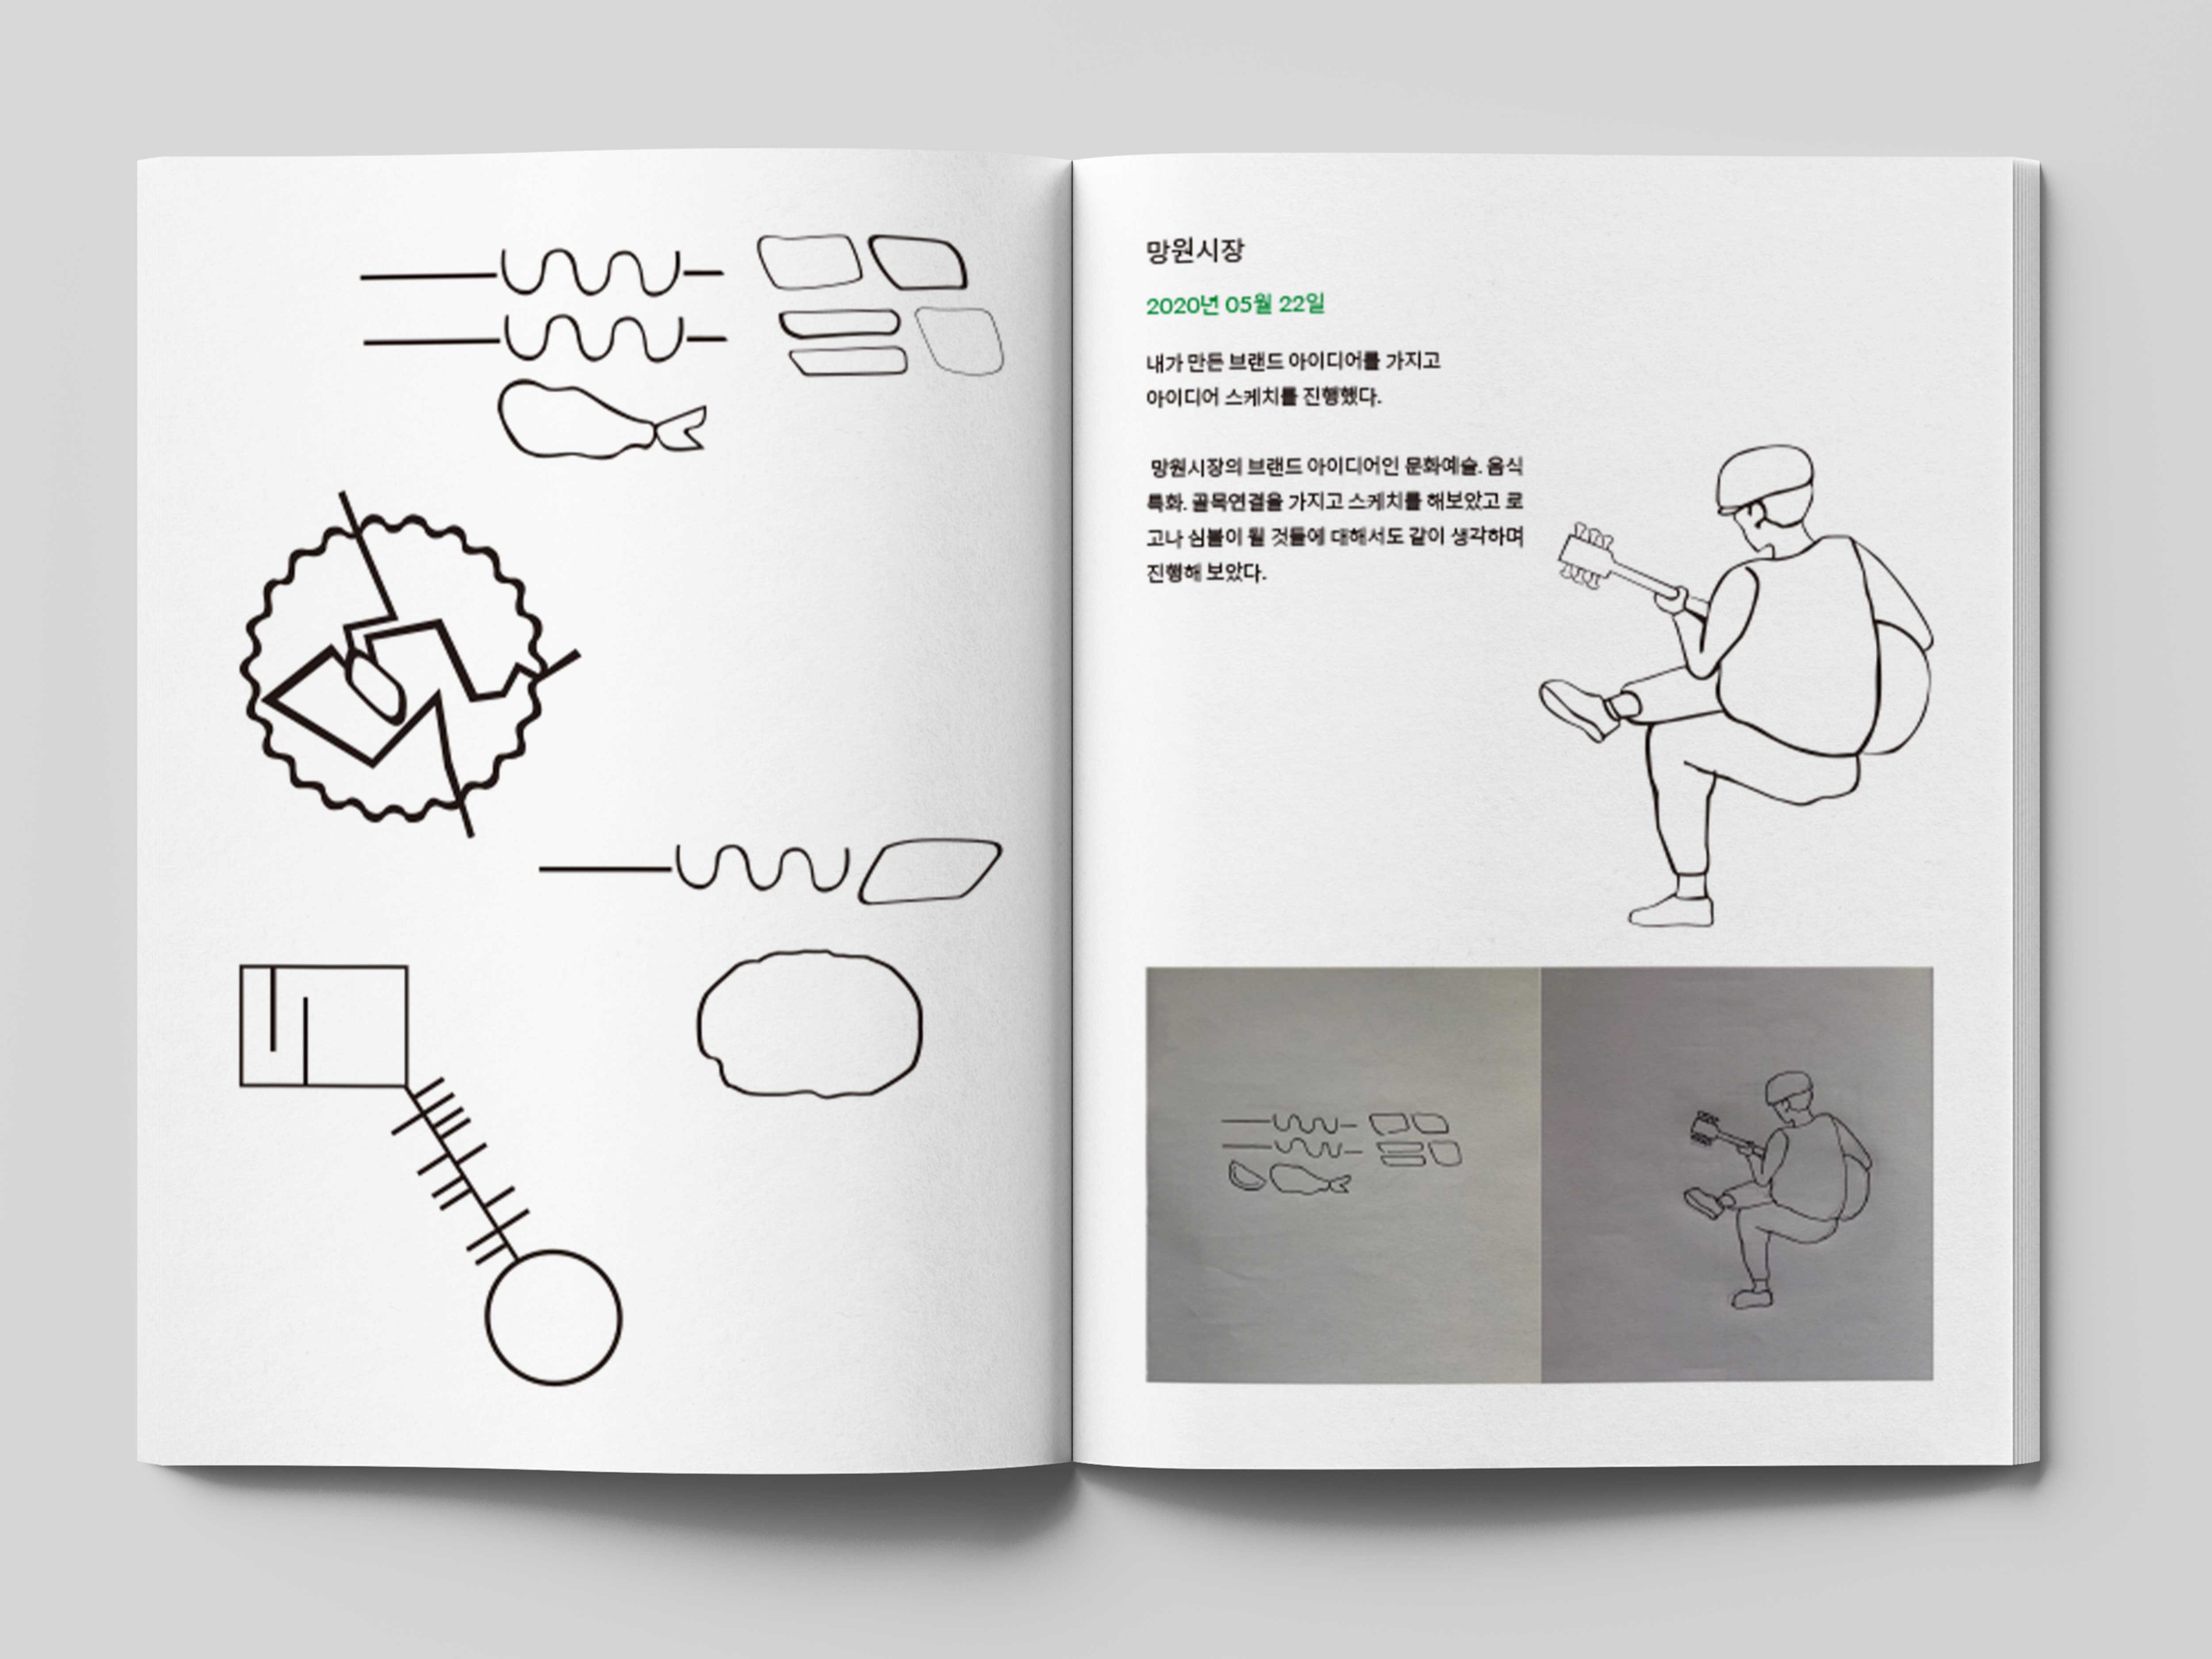 망원시장
2020년 05월 22일
내가 만든 브랜드 아이디어를 가지고
아이디어 스케치를 진행했다.
망원시장의 브랜드 아이디어인 문화예술. 음식
특화. 골목연결을 가지고 스케치를 해보았고 로
고나 심볼이 될 것들에 대해서도 같이 생각하며
진행해 보았다.